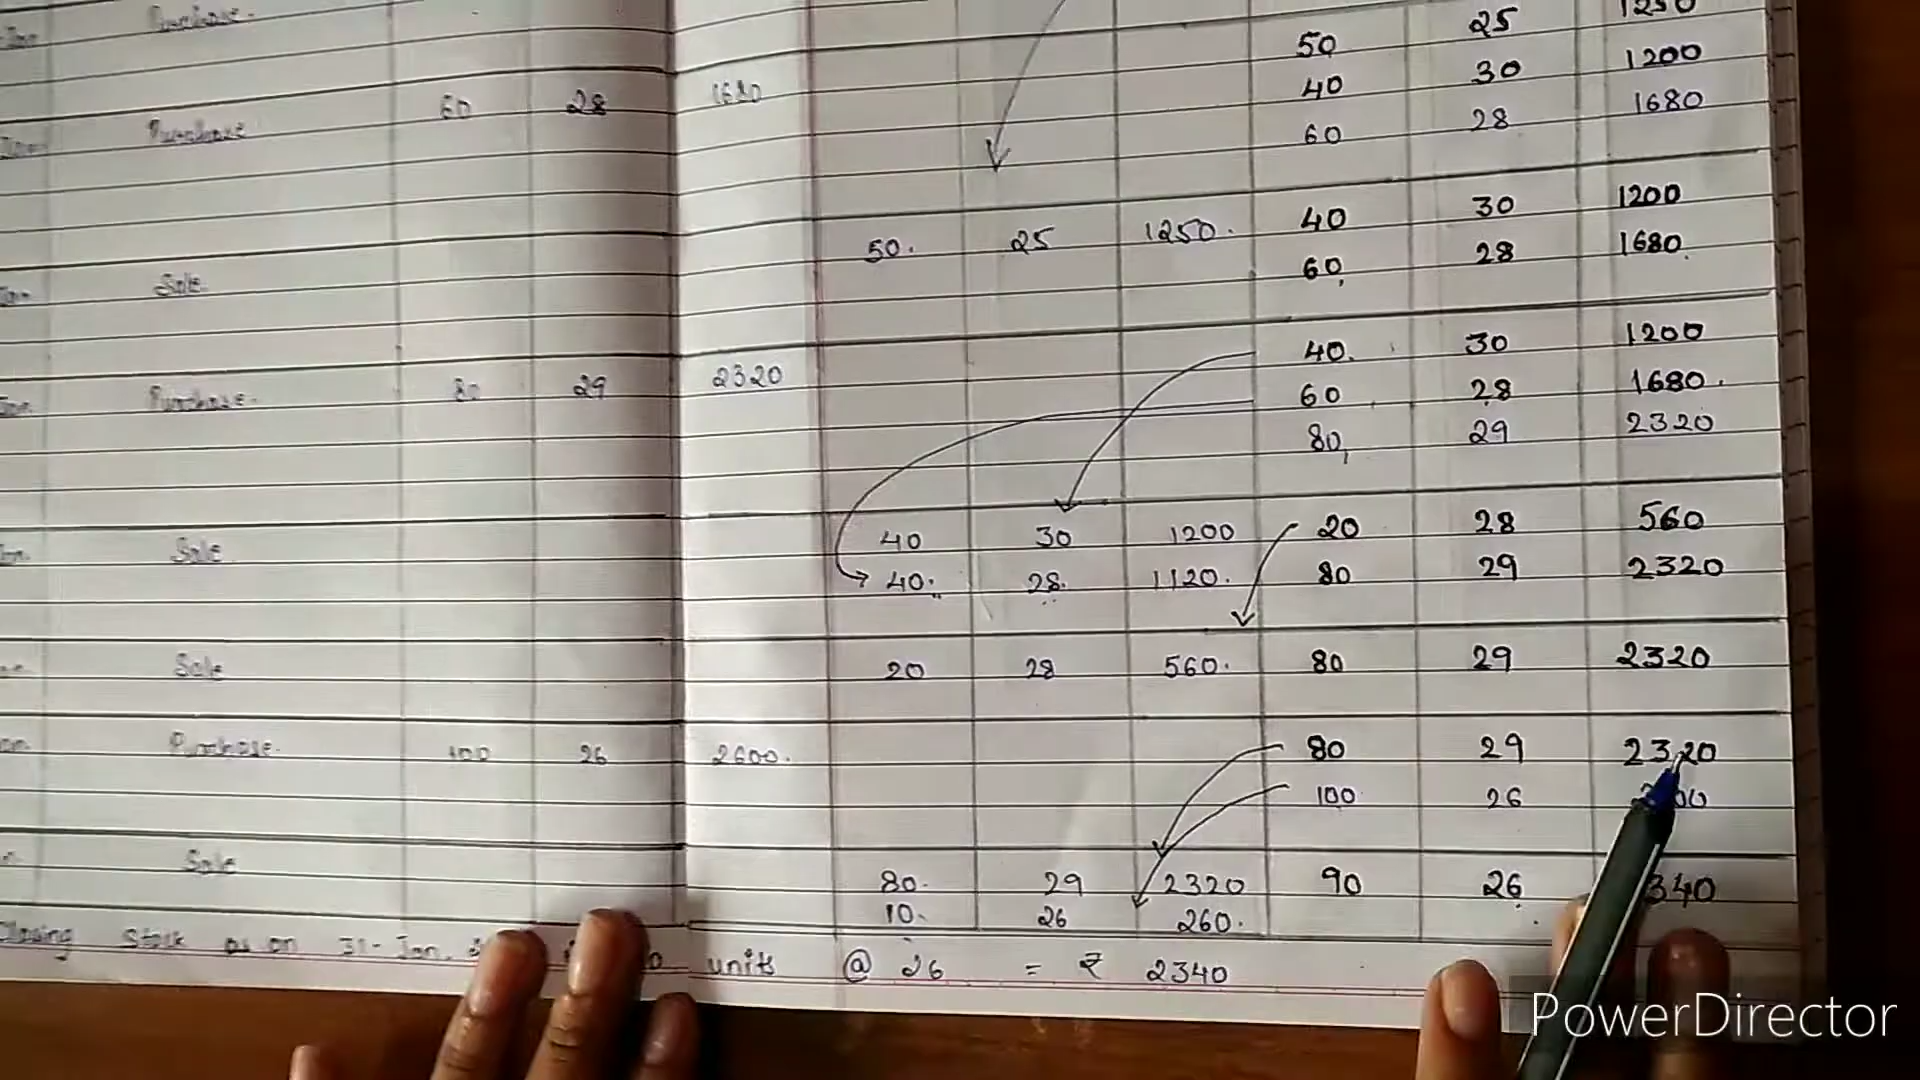 Purchase.
50 25 1250
40 30 1200
Purchase 60 28 1680 60 28 1680
50. 25 1250. 40 30 1200
60 28 1680
Sale
40. 30 1200
Purchase. 80 29 2320 60 28 1680.
80 29 2320
Sale 40 30 1200 20 28 560
40. 28. 1120. 80 29 2320
Sale 20 28 560. 80 29 2320
Purchase. 100 26 2600. 80 29 2320
100 26
Sale 80. 29 2320 90 26
10. 26 260.
Closing Stock as on 31-Jan, units @ 26 = ₹ 2340
PowerDirector